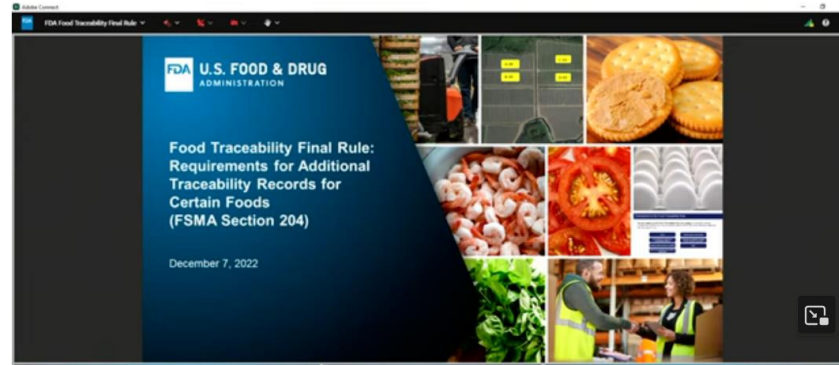 Adobe Connect
FDA Food Traceability Final Rule
FDA
U.S. FOOD & DRUG
ADMINISTRATION
Food Traceability Final Rule:
Requirements for Additional
Traceability Records for
Certain Foods
(FSMA Section 204)
December 7, 2022